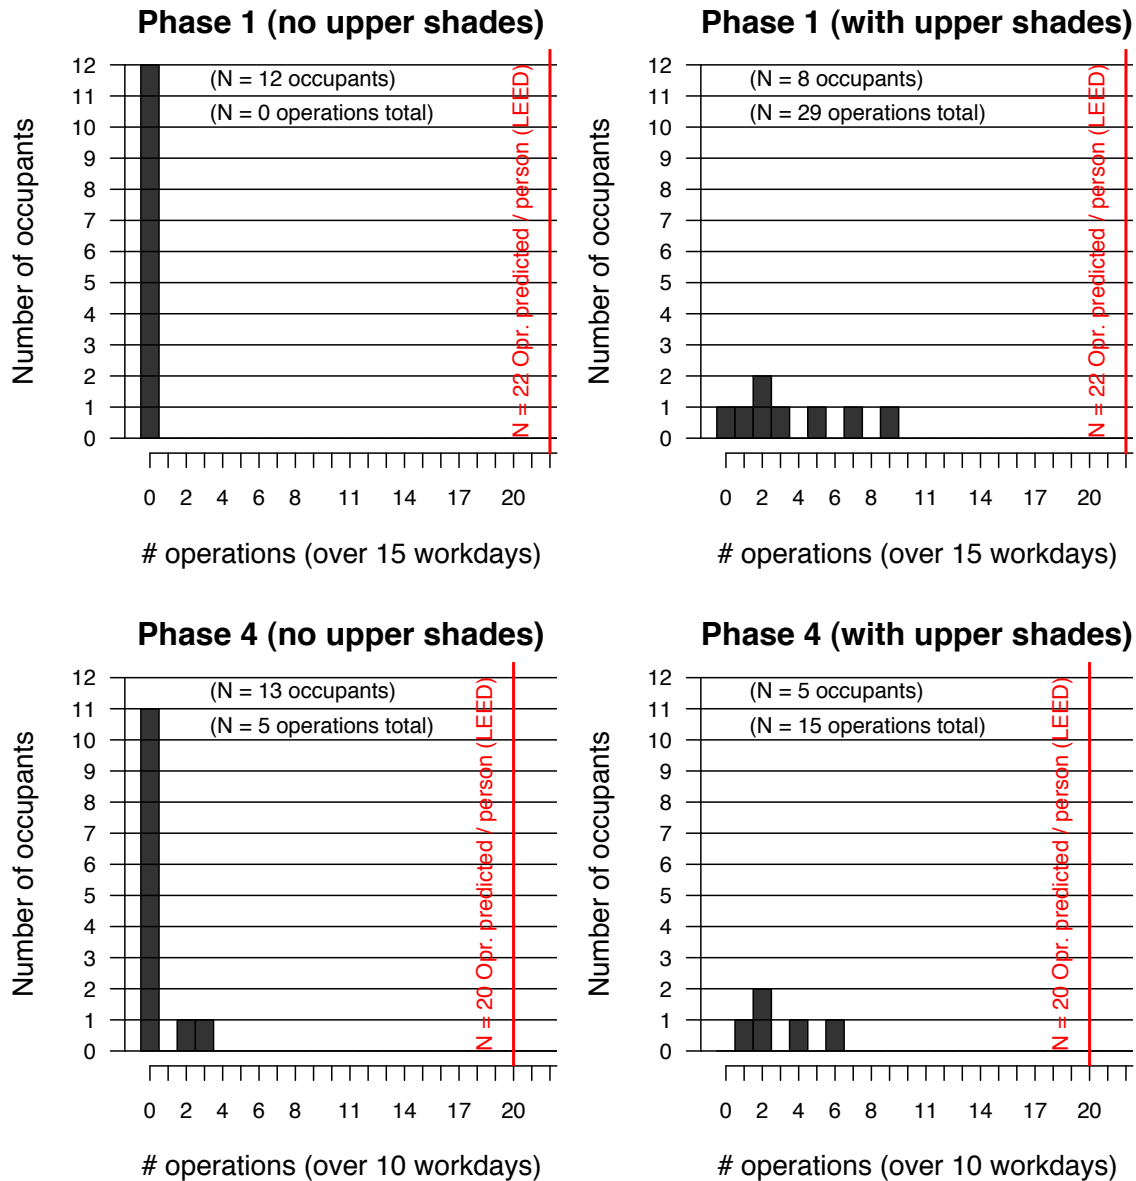 Phase 1 (no upper shades)
Number of occupants
12
11
10
9
8
7
6
5
4
3
2
1
0
(N = 12 occupants)
(N = 0 operations total)
N = 22 Opr. predicted / person (LEED)
0 2 4 6 8 11 14 17 20
# operations (over 15 workdays)
Phase 1 (with upper shades)
Number of occupants
12
11
10
9
8
7
6
5
4
3
2
1
0
(N = 8 occupants)
(N = 29 operations total)
N = 22 Opr. predicted / person (LEED)
0 2 4 6 8 11 14 17 20
# operations (over 15 workdays)
Phase 4 (no upper shades)
Number of occupants
12
11
10
9
8
7
6
5
4
3
2
1
0
(N = 13 occupants)
(N = 5 operations total)
N = 20 Opr. predicted / person (LEED)
0 2 4 6 8 11 14 17 20
# operations (over 10 workdays)
Phase 4 (with upper shades)
Number of occupants
12
11
10
9
8
7
6
5
4
3
2
1
0
(N = 5 occupants)
(N = 15 operations total)
N = 20 Opr. predicted / person (LEED)
0 2 4 6 8 11 14 17 20
# operations (over 10 workdays)